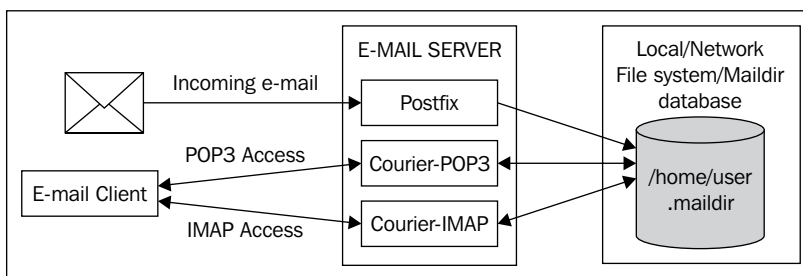 E-MAIL SERVER
Local/Network
File system/Maildir
database
Incoming e-mail
Postfix
POP3 Access
Courier-POP3
/home/user
.maildir
E-mail Client
IMAP Access
Courier-IMAP